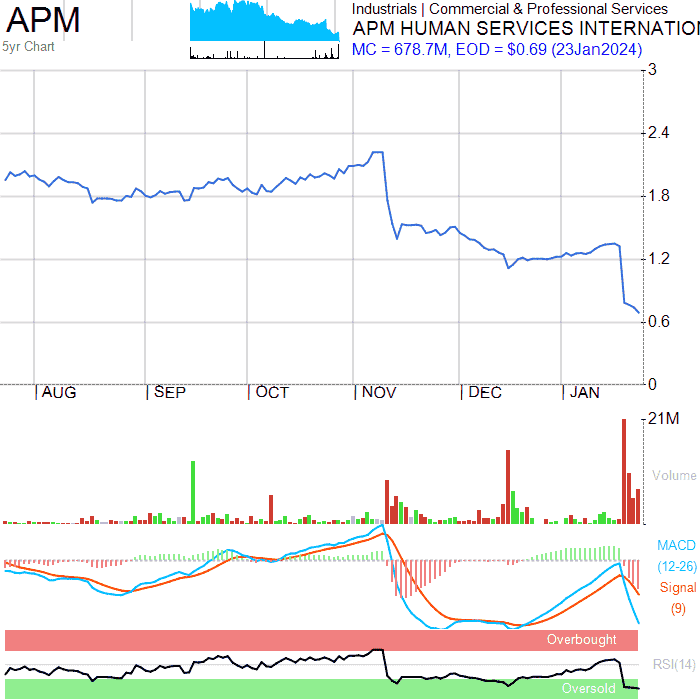 APM
5yr Chart
Industrials | Commercial & Professional Services
APM HUMAN SERVICES INTERNATIO
MC = 678.7M, EOD = $0.69 (23Jan2024)
3
2.4
1.8
1.2
0.6
0
AUG SEP OCT NOV DEC JAN
21M
Volume
MACD
(12-26)
Signal
(9)
Overbought
RSI(14)
Oversold